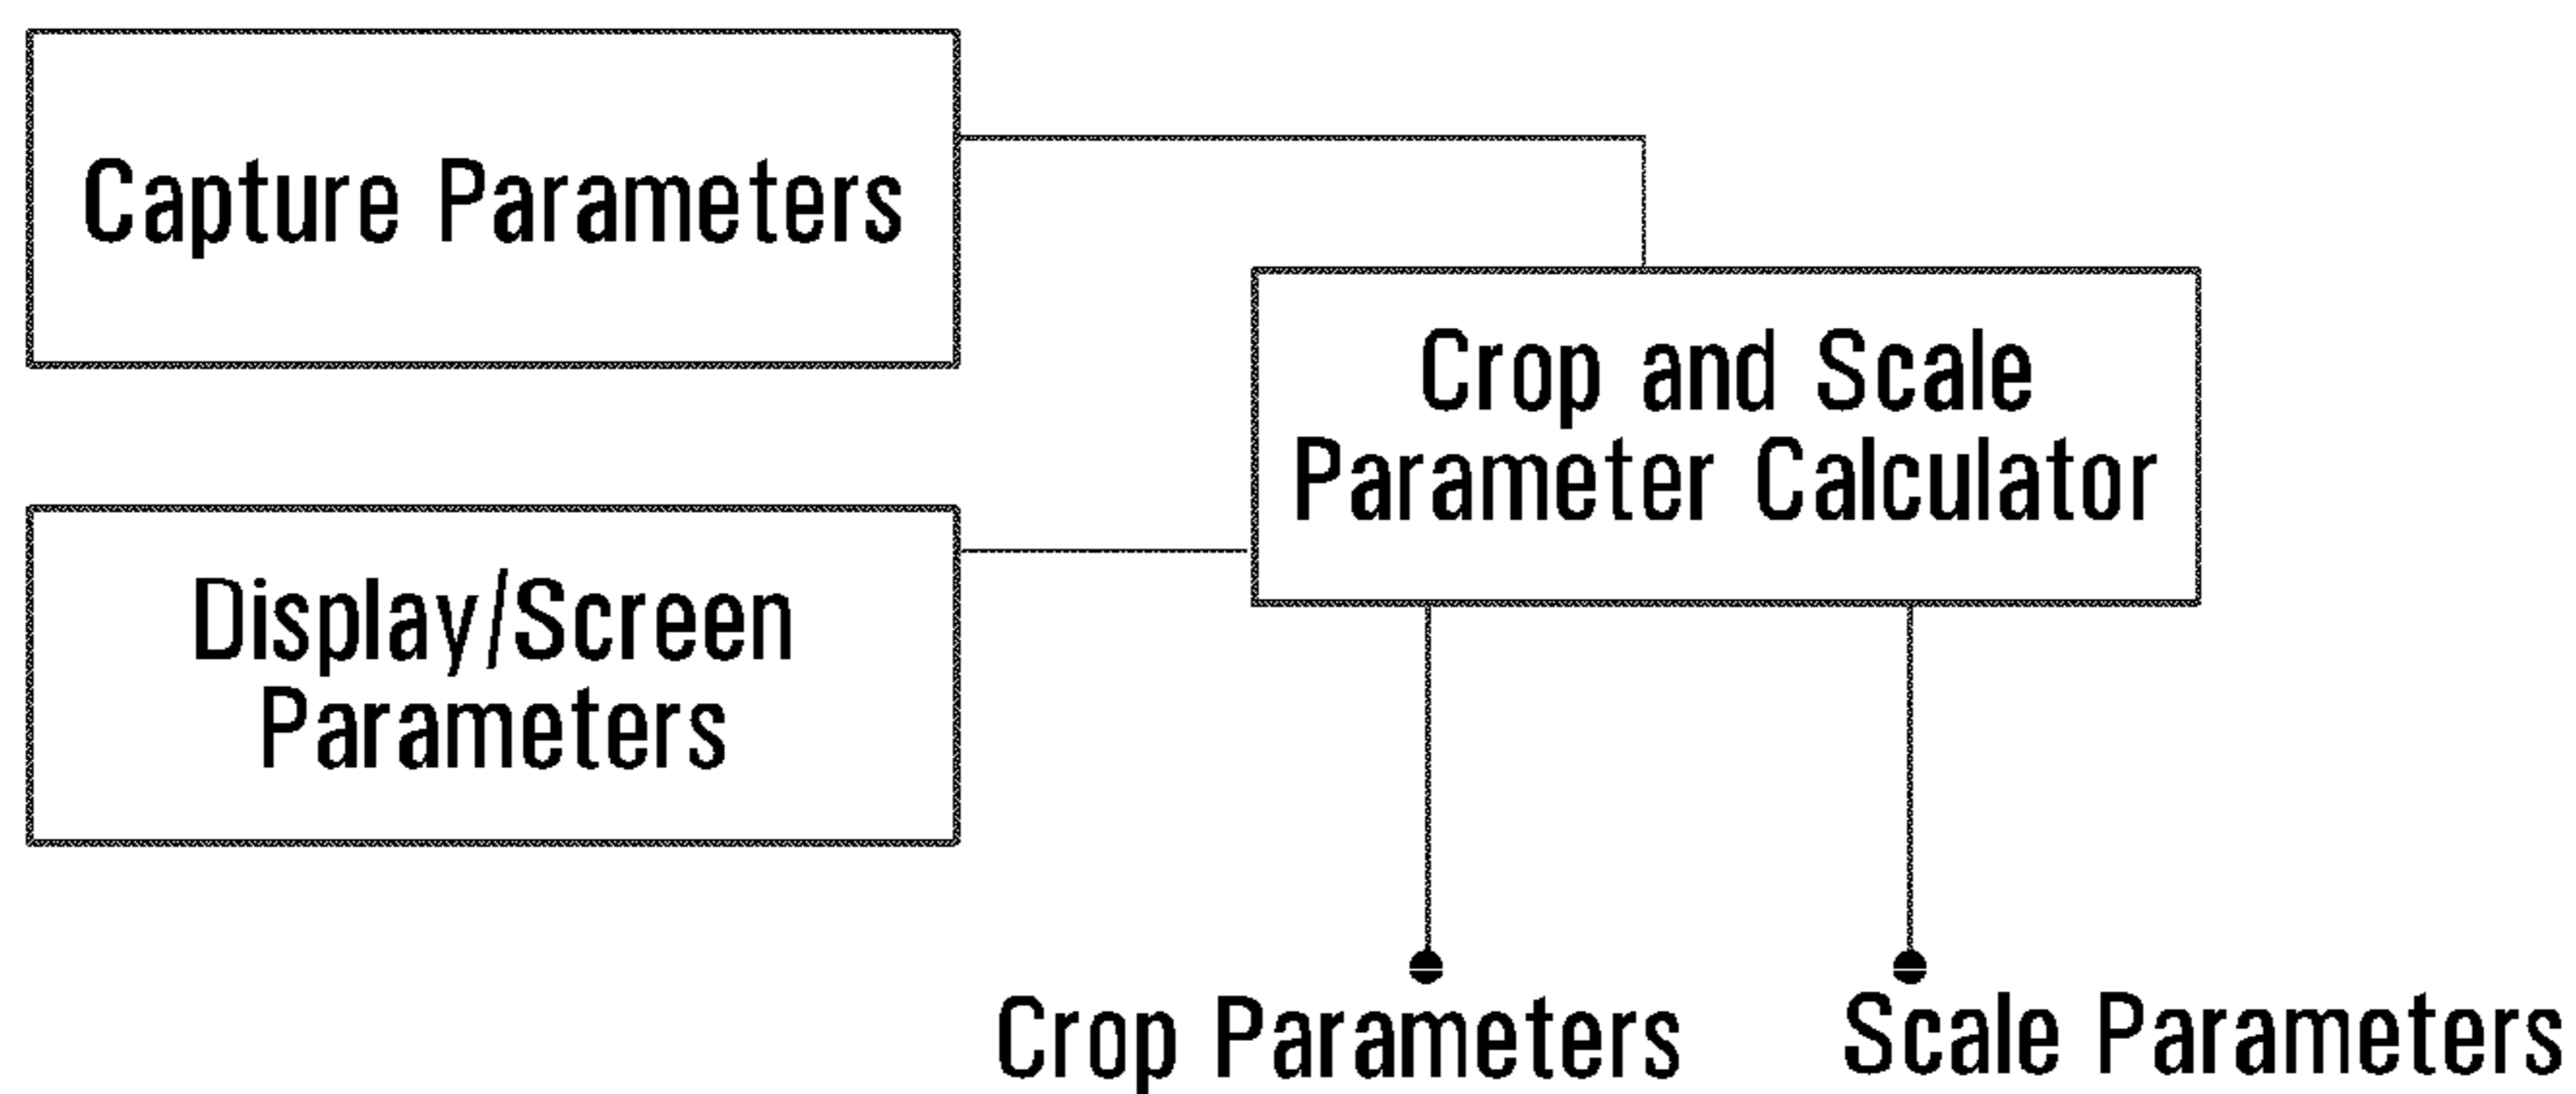 Capture Parameters
Crop and Scale
Parameter Calculator
Display/Screen
Parameters
Crop Parameters
Scale Parameters